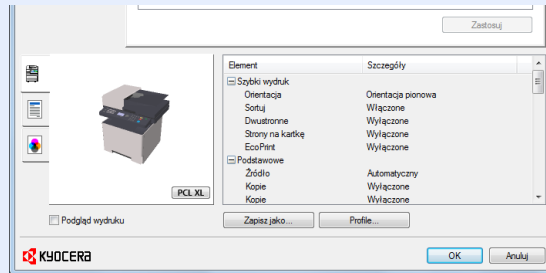 Zastosuj
Element Szczegóły
Szybki wydruk
Orientacja Orientacja pionowa
Sortuj Włączone
Dwustronne Wyłączone
Strony na kartkę Wyłączone
EcoPrint Wyłączone
Podstawowe
Źródło Automatyczny
Kopie Wyłączone
Kopie Wyłączone
PCL XL
Podgląd wydruku Zapisz jako... Profile...
KYOCERA OK Anuluj